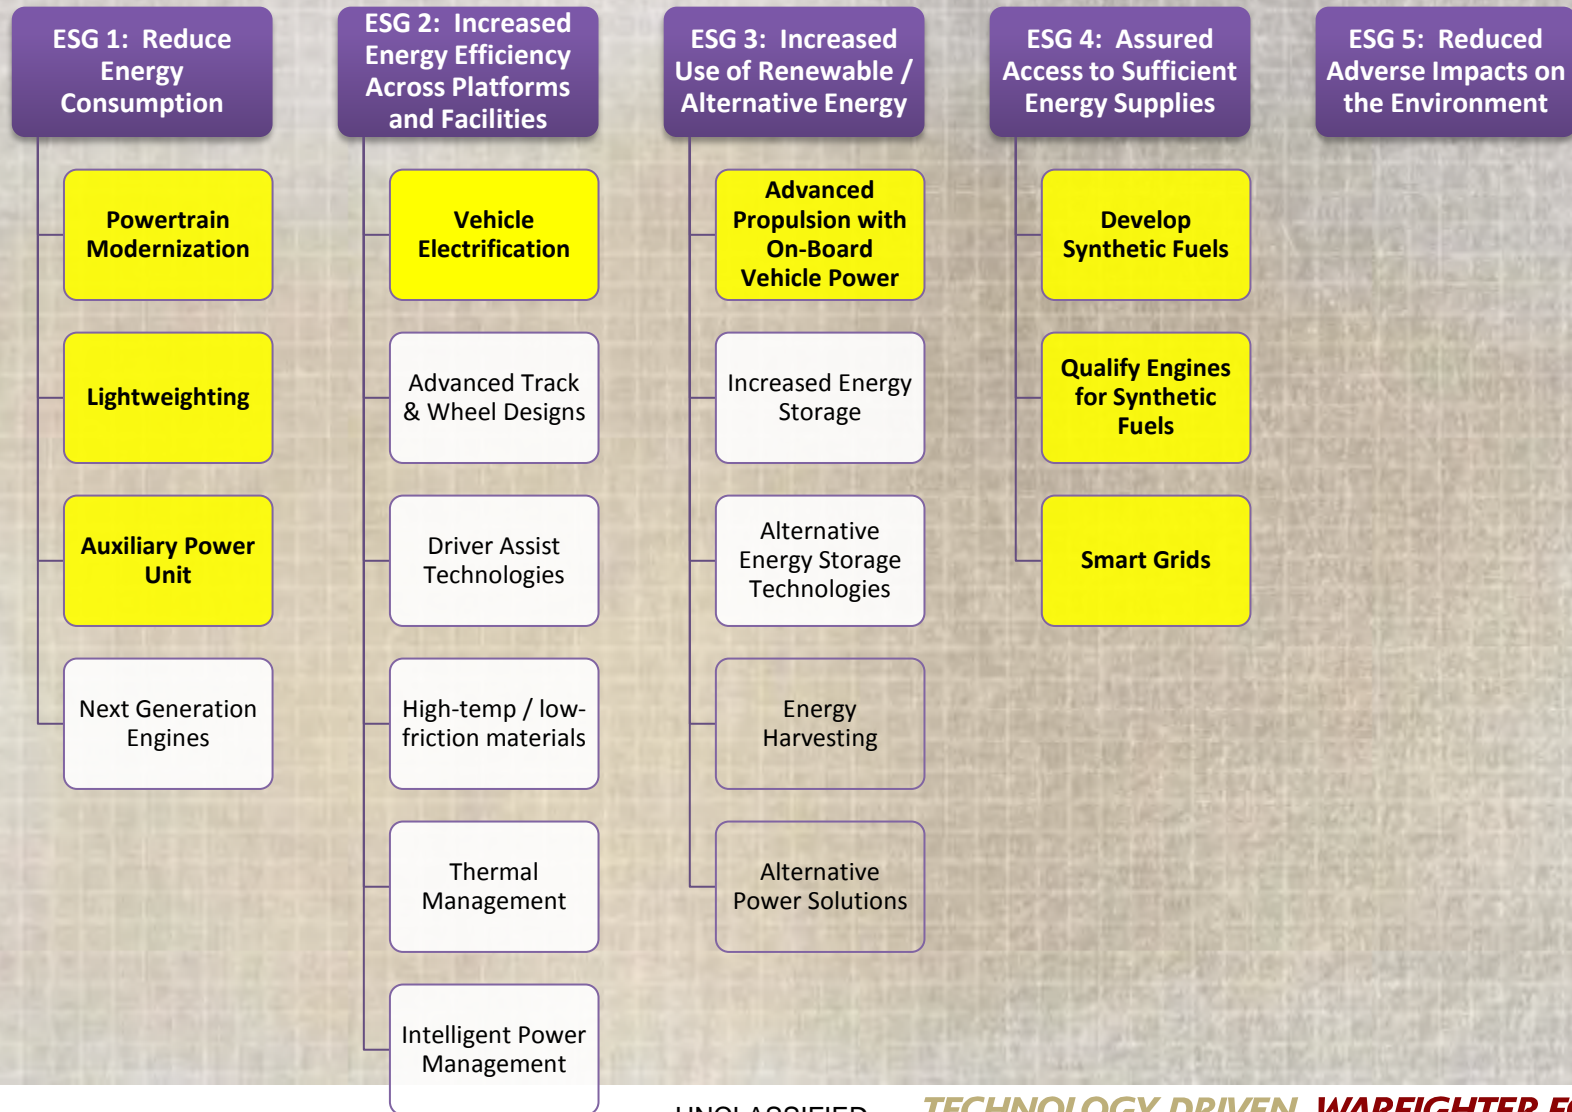 ESG 1:  Reduce
Energy
Consumption
Powertrain
Modernization
Lightweighting
Auxiliary Power
Unit
Next Generation
Engines
ESG 2:  Increased
Energy Efficiency
Across Platforms
and Facilities
Vehicle
Electrification
Advanced Track
& Wheel Designs
Driver Assist
Technologies
High-temp / low-
friction materials
Thermal
Management
Intelligent Power
Management
ESG 3:  Increased
Use of Renewable /
Alternative Energy
Advanced
Propulsion with
On-Board
Vehicle Power
Increased Energy
Storage
Alternative
Energy Storage
Technologies
Energy
Harvesting
Alternative
Power Solutions
ESG 4:  Assured
Access to Sufficient
Energy Supplies
Develop
Synthetic Fuels
Qualify Engines
for Synthetic
Fuels
Smart Grids
ESG 5:  Reduced
Adverse Impacts on
the Environment
UNCLASSIFIED
TECHNOLOGY DRIVEN. WARFIGHTER